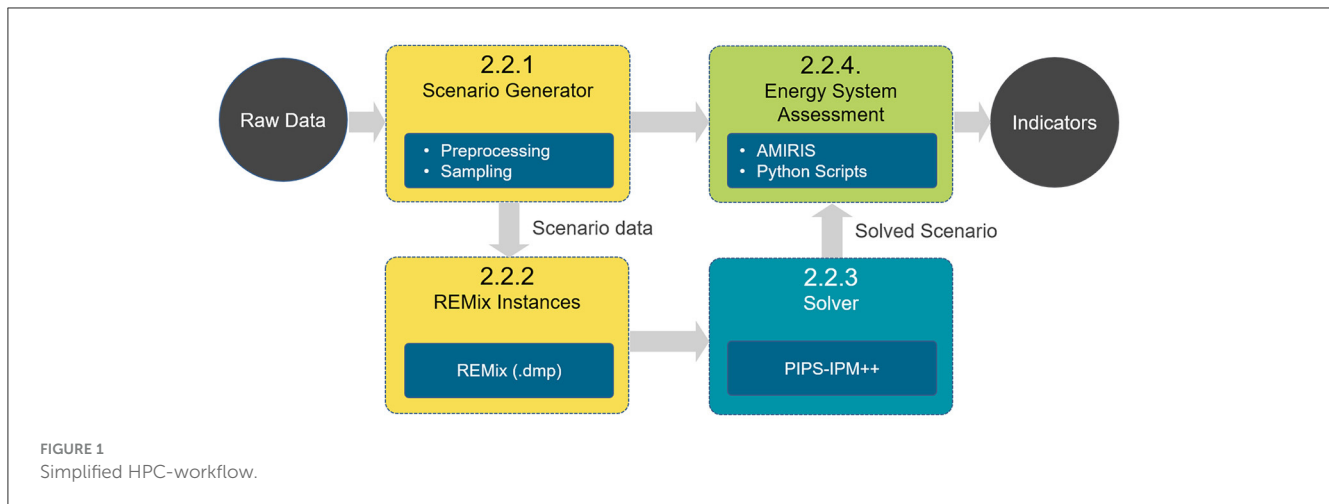 Raw Data
2.2.1
Scenario Generator
• Preprocessing
• Sampling
2.2.4.
Energy System
Assessment
• AMIRIS
• Python Scripts
Indicators
Scenario data
Solved Scenario
2.2.2
REMix Instances
REMix (.dmp)
2.2.3
Solver
PIPS-IPM++
FIGURE 1
Simplified HPC-workflow.